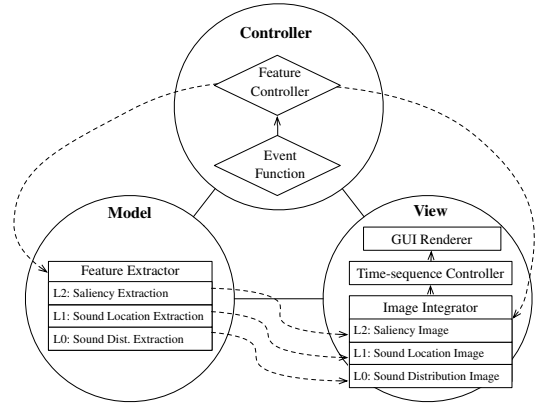 Controller
Feature
Controller
Event
Function
Model
Feature Extractor
L2: Saliency Extraction
L1: Sound Location Extraction
L0: Sound Dist. Extraction
View
GUI Renderer
Time-sequence Controller
Image Integrator
L2: Saliency Image
L1: Sound Location Image
L0: Sound Distribution Image